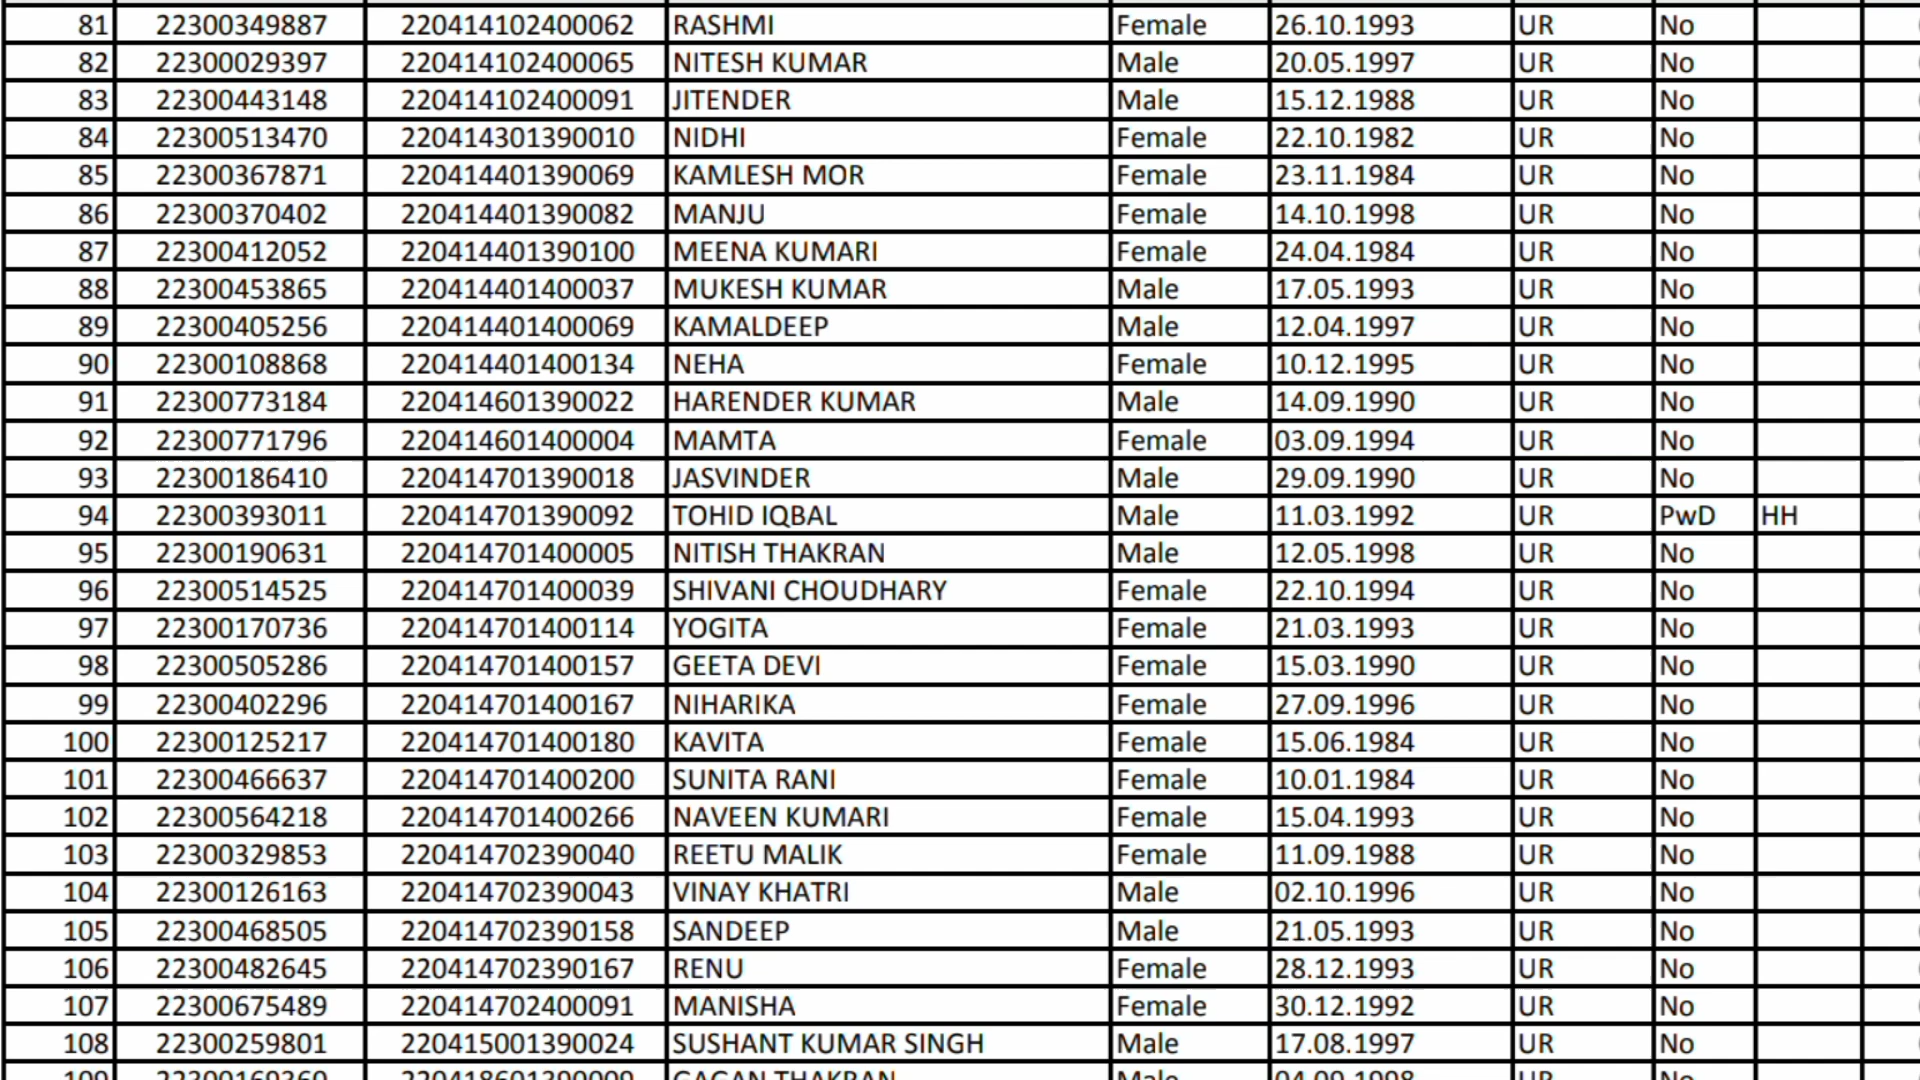 81 22300349887 220414102400062 RASHMI Female 26.10.1993 UR No
82 22300029397 220414102400065 NITESH KUMAR Male 20.05.1997 UR No
83 22300443148 220414102400091 JITENDER Male 15.12.1988 UR No
84 22300513470 220414301390010 NIDHI Female 22.10.1982 UR No
85 22300367871 220414401390069 KAMLESH MOR Female 23.11.1984 UR No
86 22300370402 220414401390082 MANJU Female 14.10.1998 UR No
87 22300412052 220414401390100 MEENA KUMARI Female 24.04.1984 UR No
88 22300453865 220414401400037 MUKESH KUMAR Male 17.05.1993 UR No
89 22300405256 220414401400069 KAMALDEEP Male 12.04.1997 UR No
90 22300108868 220414401400134 NEHA Female 10.12.1995 UR No
91 22300773184 220414601390022 HARENDER KUMAR Male 14.09.1990 UR No
92 22300771796 220414601400004 MAMTA Female 03.09.1994 UR No
93 22300186410 220414701390018 JASVINDER Male 29.09.1990 UR No
94 22300393011 220414701390092 TOHID IQBAL Male 11.03.1992 UR PwD HH
95 22300190631 220414701400005 NITISH THAKRAN Male 12.05.1998 UR No
96 22300514525 220414701400039 SHIVANI CHOUDHARY Female 22.10.1994 UR No
97 22300170736 220414701400114 YOGITA Female 21.03.1993 UR No
98 22300505286 220414701400157 GEETA DEVI Female 15.03.1990 UR No
99 22300402296 220414701400167 NIHARIKA Female 27.09.1996 UR No
100 22300125217 220414701400180 KAVITA Female 15.06.1984 UR No
101 22300466637 220414701400200 SUNITA RANI Female 10.01.1984 UR No
102 22300564218 220414701400266 NAVEEN KUMARI Female 15.04.1993 UR No
103 22300329853 220414702390040 REETU MALIK Female 11.09.1988 UR No
104 22300126163 220414702390043 VINAY KHATRI Male 02.10.1996 UR No
105 22300468505 220414702390158 SANDEEP Male 21.05.1993 UR No
106 22300482645 220414702390167 RENU Female 28.12.1993 UR No
107 22300675489 220414702400091 MANISHA Female 30.12.1992 UR No
108 22300259801 220415001390024 SUSHANT KUMAR SINGH Male 17.08.1997 UR No
109 GAGAN THAKRAN Male UR No